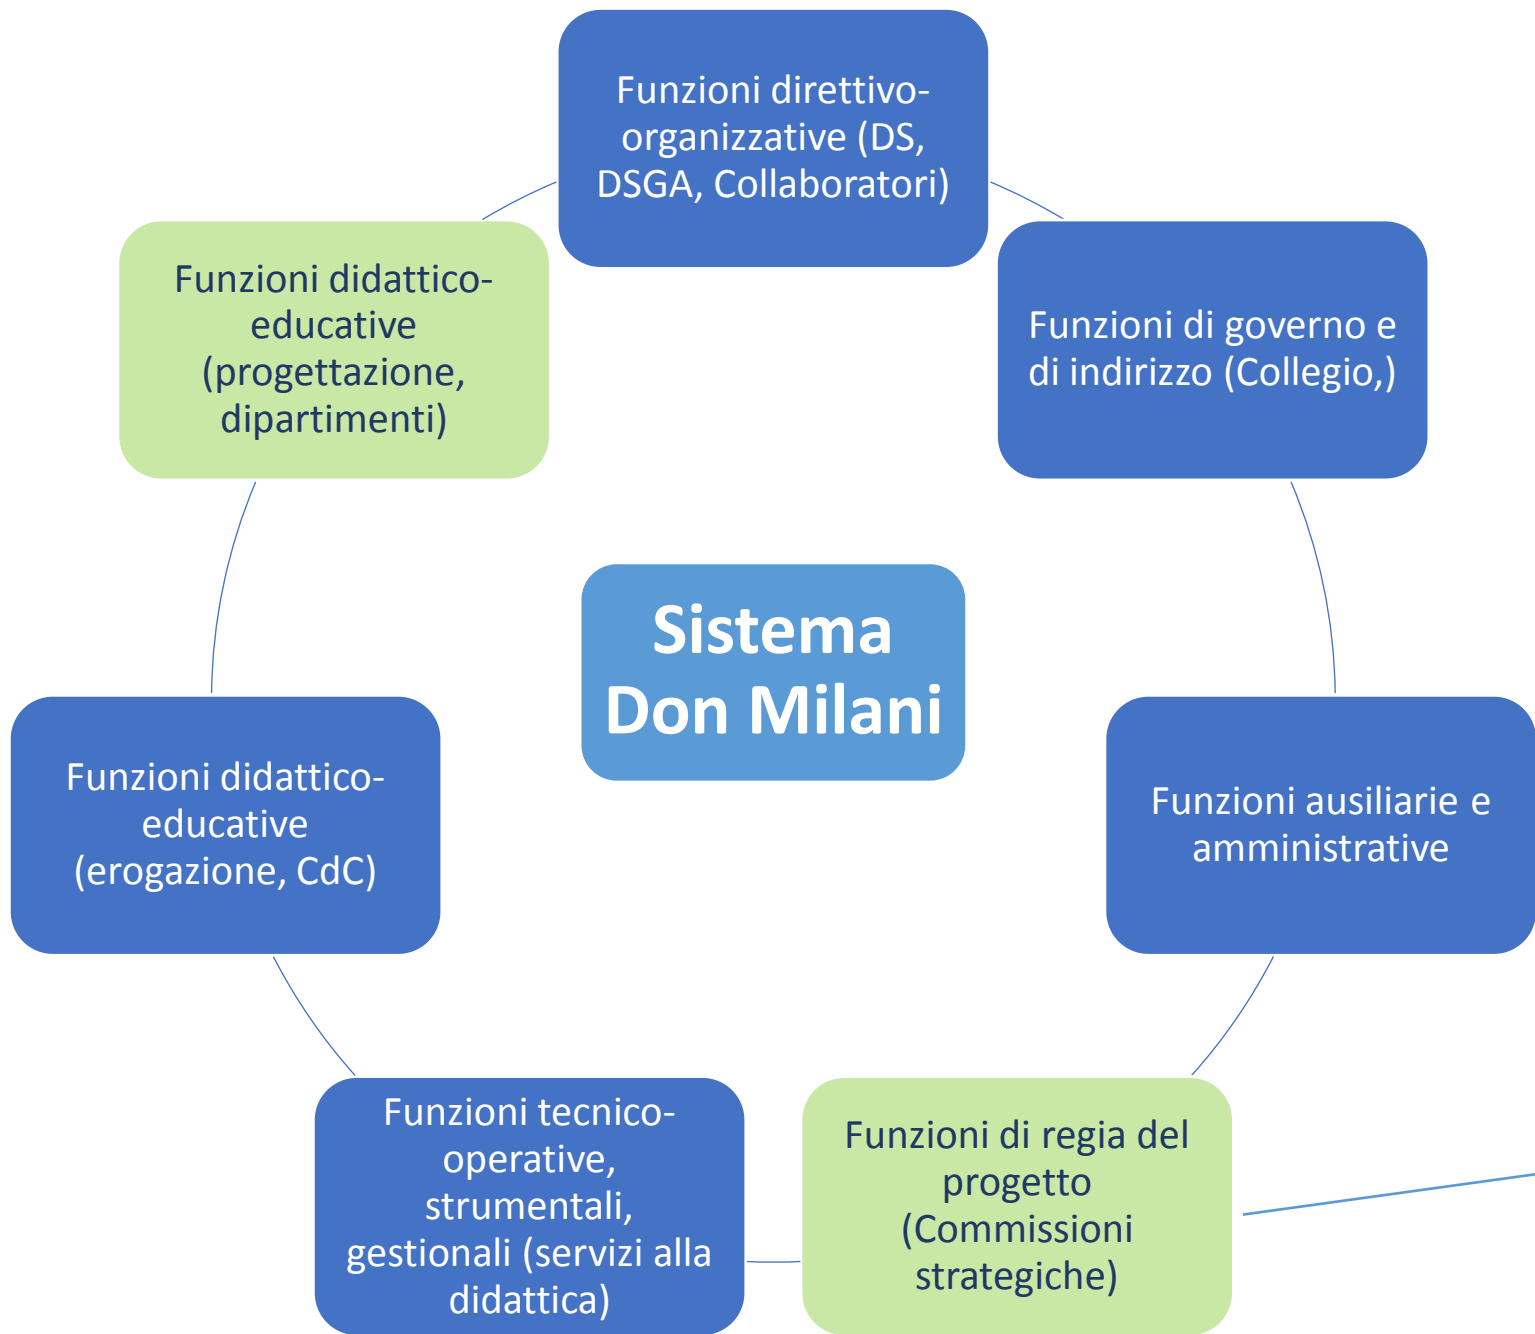 Funzioni direttivo-
organizzative (DS,
DSGA, Collaboratori)
Funzioni di governo e
di indirizzo (Collegio,)
Funzioni ausiliarie e
amministrative
Funzioni di regia del
progetto
(Commissioni
strategiche)
Funzioni tecnico-
operative,
strumentali,
gestionali (servizi alla
didattica)
Funzioni didattico-
educative
(erogazione, CdC)
Funzioni didattico-
educative
(progettazione,
dipartimenti)
Sistema
Don Milani